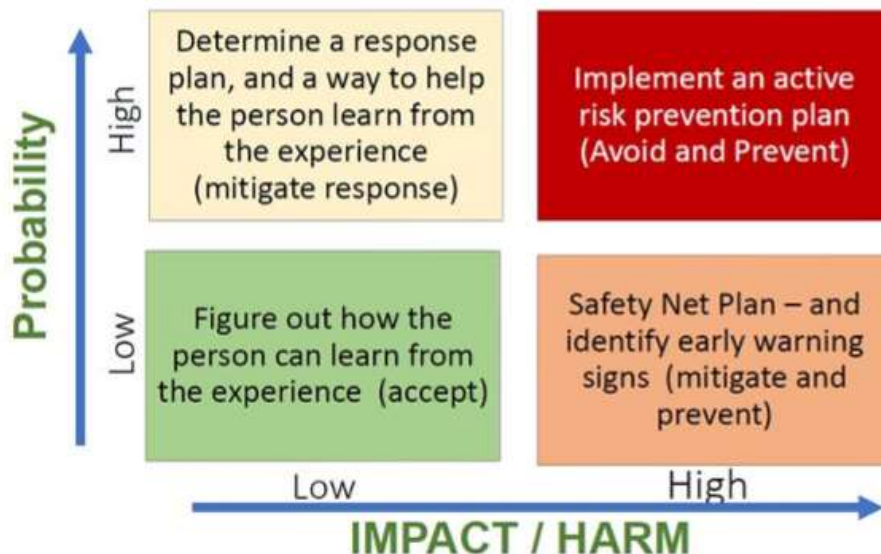 Probability
High
Determine a response
plan, and a way to help
the person learn from
the experience
(mitigate response)
Implement an active
risk prevention plan
(Avoid and Prevent)
Low
Figure out how the
person can learn from
the experience (accept)
Safety Net Plan – and
identify early warning
signs (mitigate and
prevent)
Low
High
IMPACT / HARM